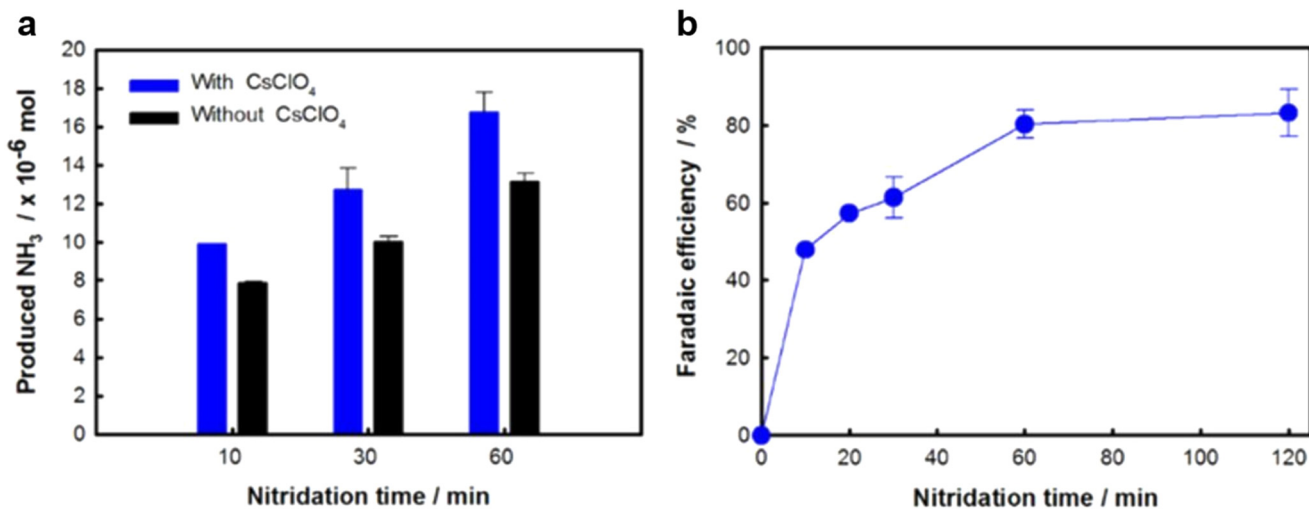 a
20
18
16
14
12
10
8
6
4
2
0
Produced NH₃ / x 10⁻⁶ mol
With CsClO₄
Without CsClO₄
10 30 60
Nitridation time / min
b
100
80
60
40
20
0
Faradaic efficiency / %
0 20 40 60 80 100 120
Nitridation time / min